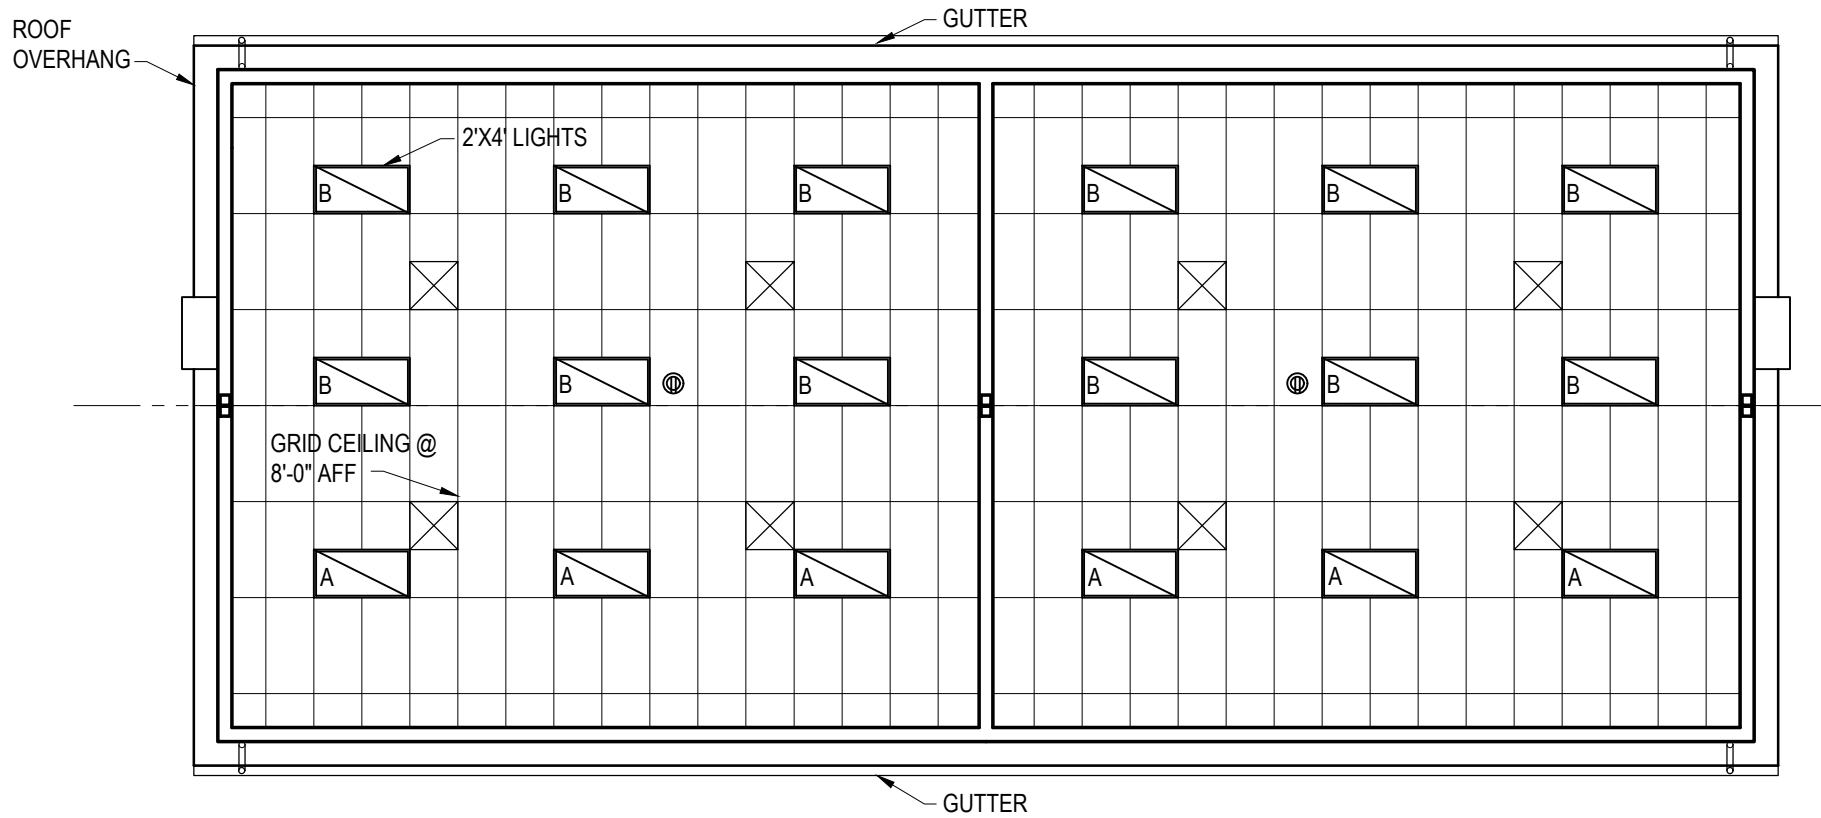 GUTTER
ROOF
OVERHANG
2'X4' LIGHTS
B B B B B B
B B B B B B
GRID CEILING @
8'-0" AFF
A A A A A A
GUTTER